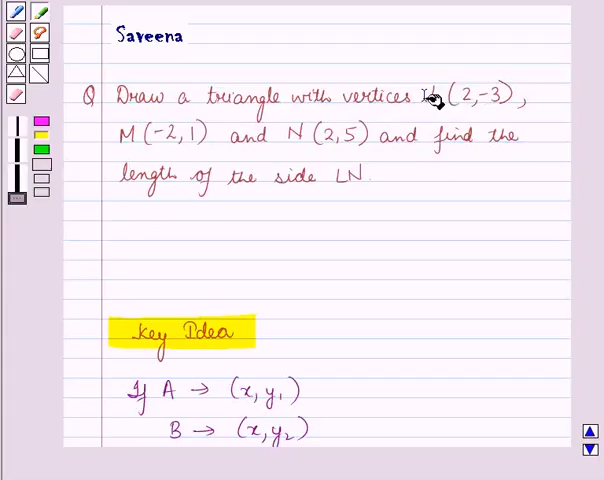 Saveena
Q Draw a triangle with vertices (2,-3),
M(-2,1) and N(2,5) and find the
length of the side LN.
Key Idea
If A → (x, y₁)
B → (x, y₂)